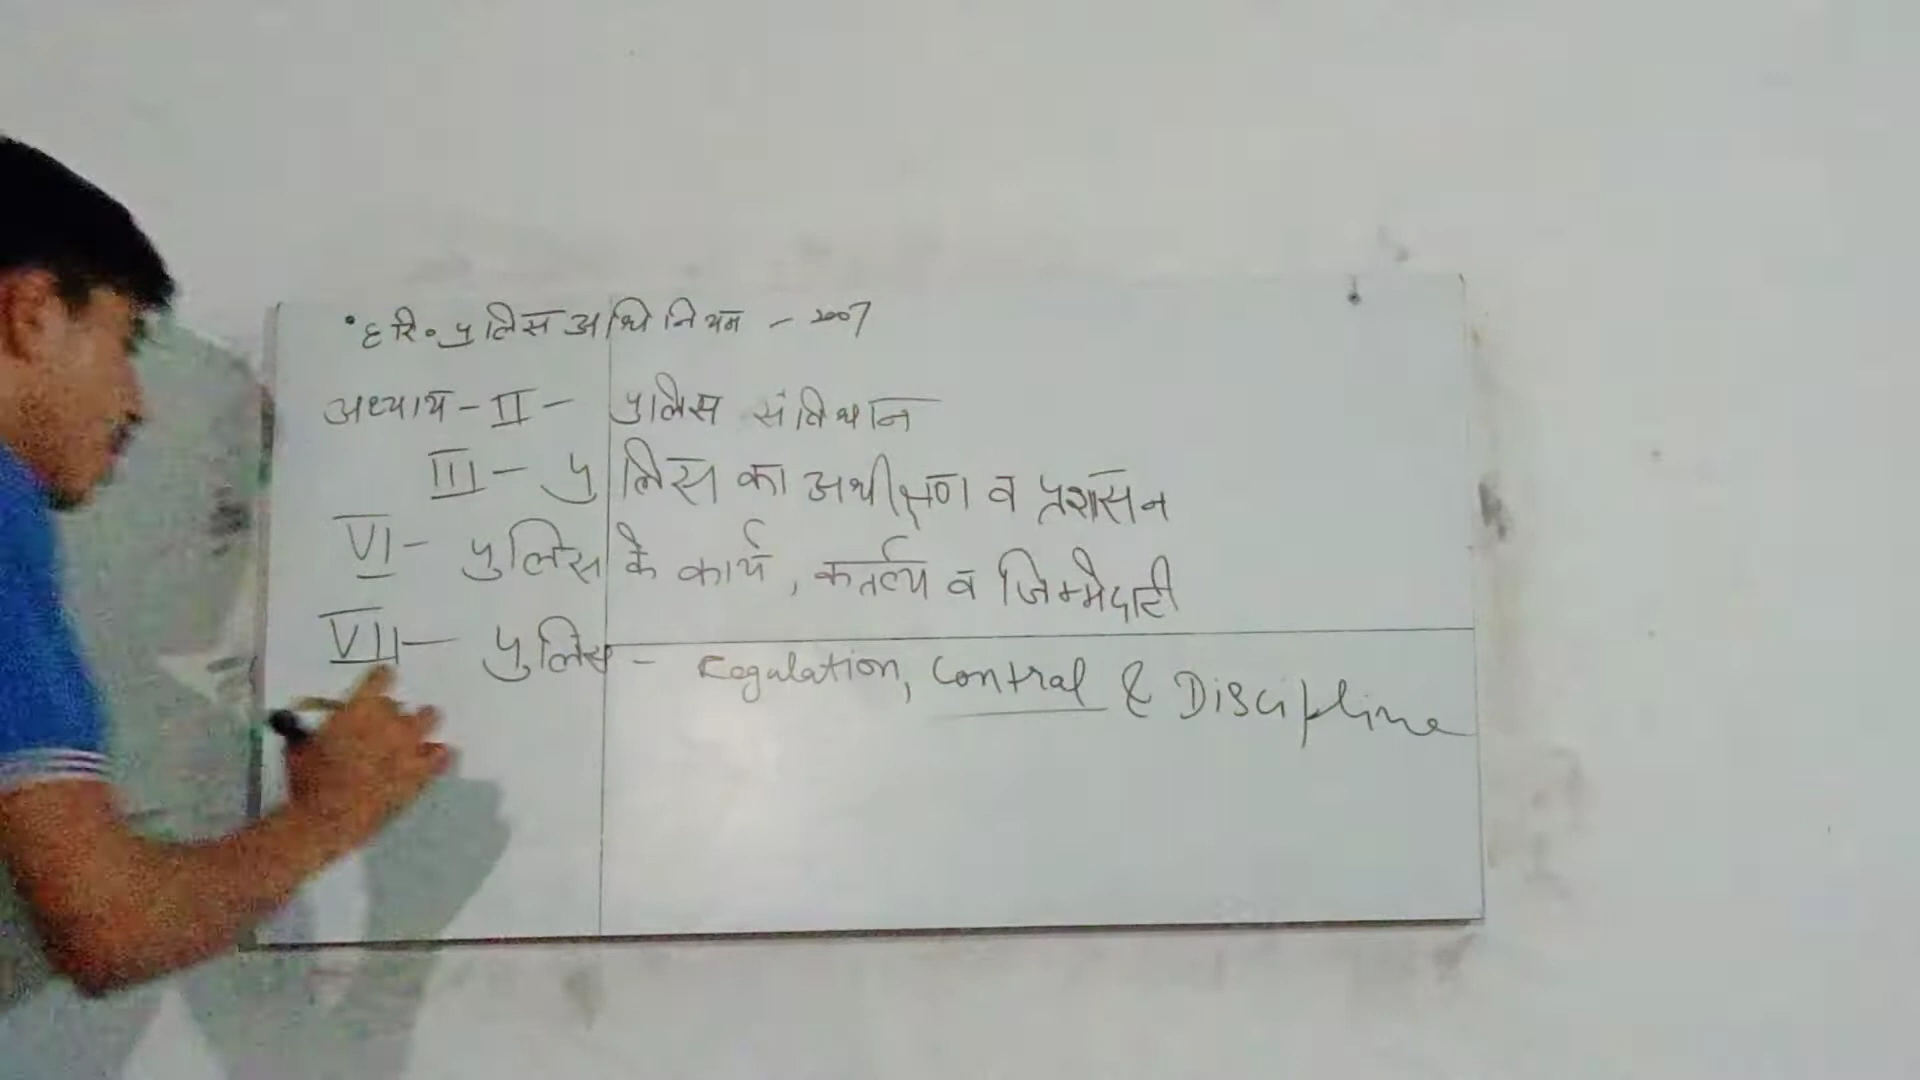 • हरि० पुलिस अधिनियम - 2007
अध्याय - II - पुलिस संविधान
III - पुलिस का अधीक्षण व प्रशासन
VI - पुलिस के कार्य, कर्तव्य व जिम्मेदारी
VII - पुलिस - Regulation, Control & Discipline